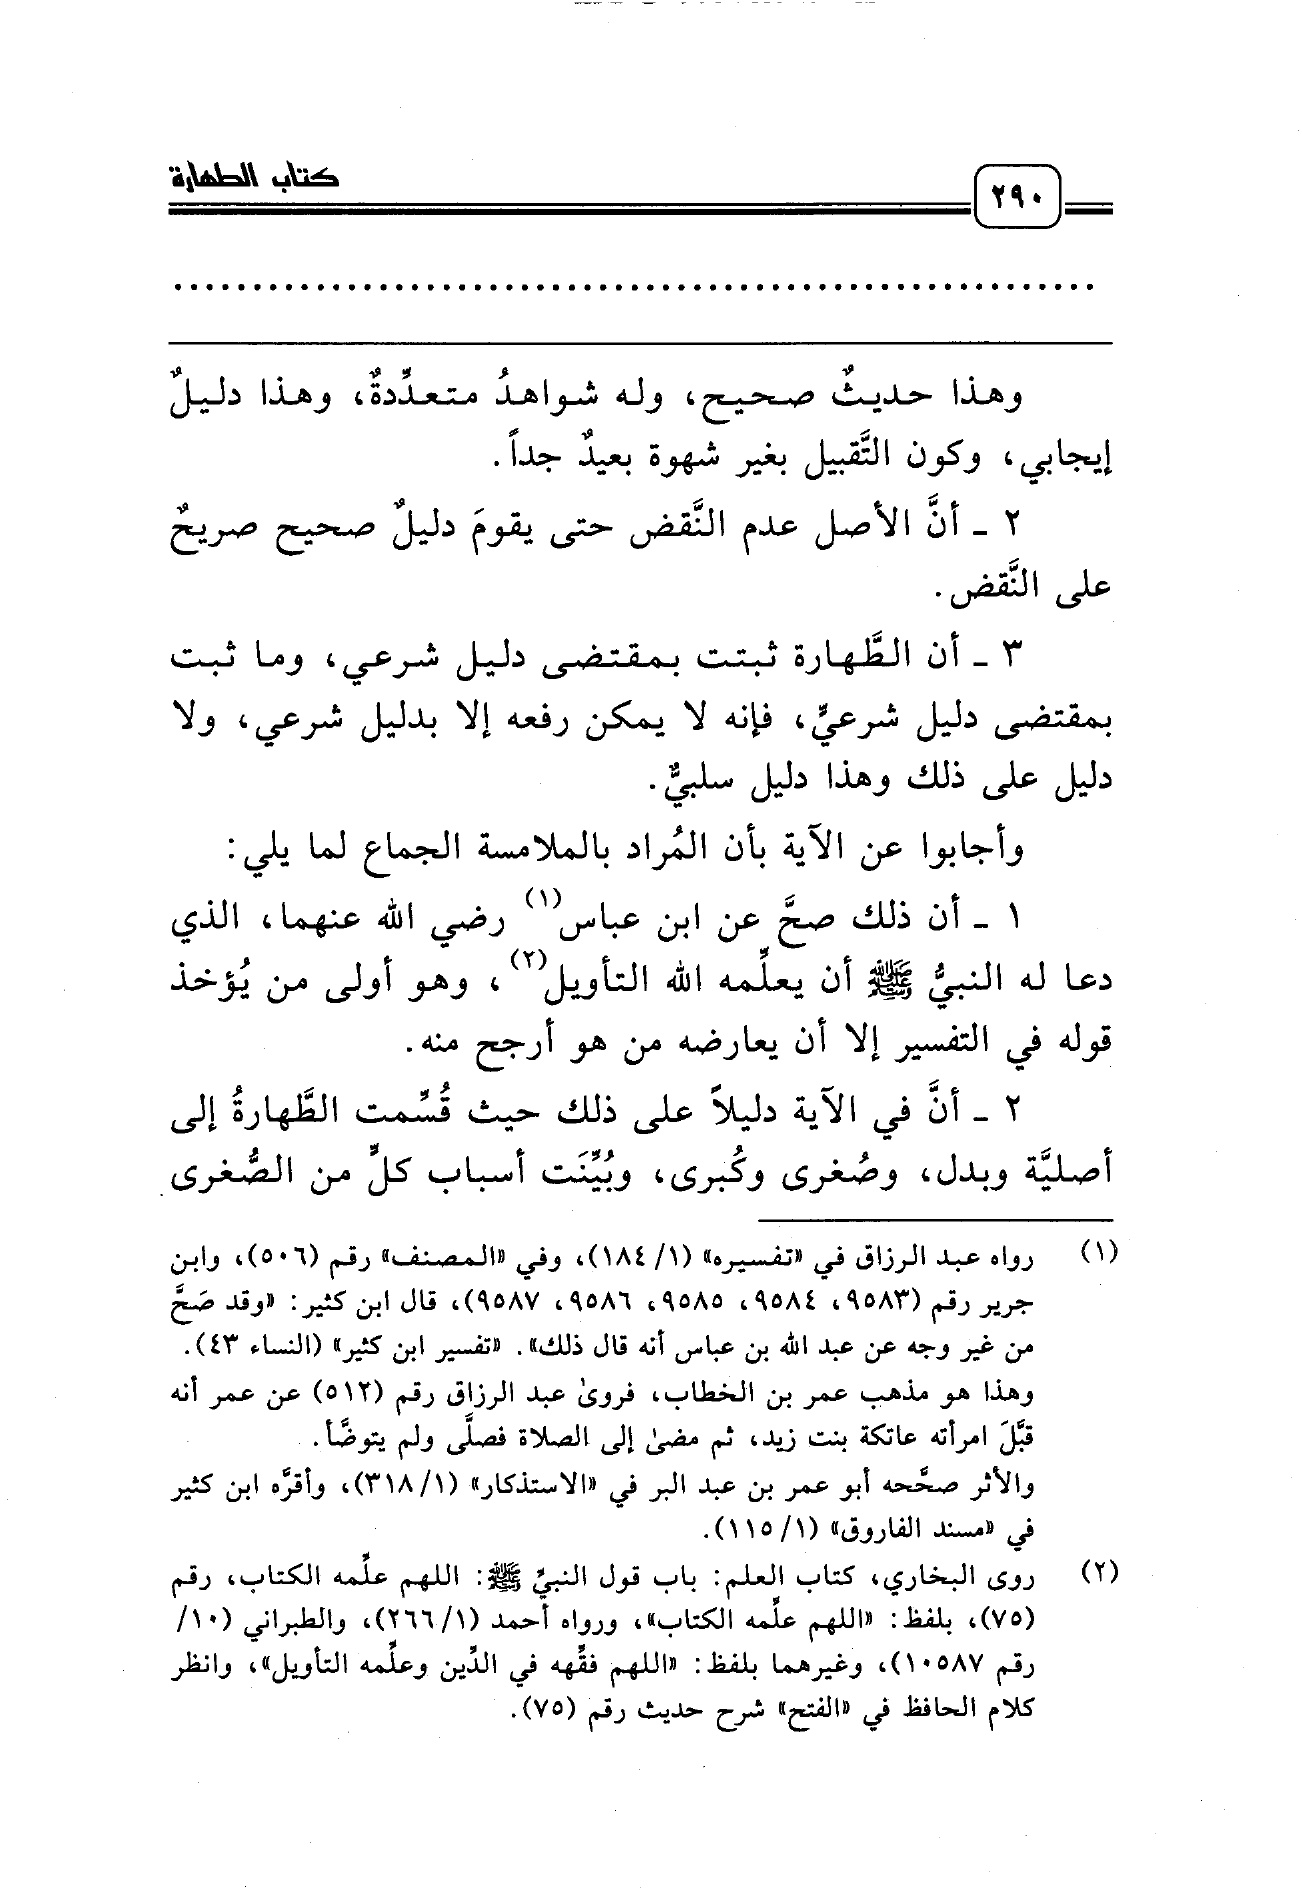 كتاب الطهارة
٢٩٠
وهذا حديثٌ صحيح، وله شواهدُ متعدِّدةٌ، وهذا دليلٌ
إيجابي، وكون التَّقبيل بغير شهوة بعيدٌ جداً.
٢ ـ أنَّ الأصل عدم النَّقض حتى يقومَ دليلٌ صحيح صريحٌ
على النَّقض.
٣ ـ أن الطَّهارة ثبتت بمقتضى دليل شرعي، وما ثبت
بمقتضى دليل شرعيٍّ، فإنه لا يمكن رفعه إلا بدليل شرعي، ولا
دليل على ذلك وهذا دليل سلبيٌّ.
وأجابوا عن الآية بأن المُراد بالملامسة الجماع لما يلي:
١ ـ أن ذلك صحَّ عن ابن عباس(١) رضي الله عنهما، الذي
دعا له النبيُّ ﷺ أن يعلِّمه الله التأويل(٢)، وهو أولى من يُؤخذ
قوله في التفسير إلا أن يعارضه من هو أرجح منه.
٢ ـ أنَّ في الآية دليلاً على ذلك حيث قُسِّمت الطَّهارةُ إلى
أصليَّة وبدل، وصُغرى وكُبرى، وبُيِّنَت أسباب كلٍّ من الصُّغرى
(١) رواه عبد الرزاق في «تفسيره» (١/ ١٨٤)، وفي «المصنف» رقم (٥٠٦)، وابن
جرير رقم (٩٥٨٣، ٩٥٨٤، ٩٥٨٥، ٩٥٨٦، ٩٥٨٧)، قال ابن كثير: «وقد صَحَّ
من غير وجه عن عبد الله بن عباس أنه قال ذلك». «تفسير ابن كثير» (النساء ٤٣).
وهذا هو مذهب عمر بن الخطاب، فروىٰ عبد الرزاق رقم (٥١٢) عن عمر أنه
قبَّلَ امرأته عاتكة بنت زيد، ثم مضىٰ إلى الصلاة فصلَّى ولم يتوضَّأ.
والأثر صحَّحه أبو عمر بن عبد البر في «الاستذكار» (١/ ٣١٨)، وأقرَّه ابن كثير
في «مسند الفاروق» (١/ ١١٥).
(٢) روى البخاري، كتاب العلم: باب قول النبيِّ ﷺ: اللهم علِّمه الكتاب، رقم
(٧٥)، بلفظ: «اللهم علِّمه الكتاب»، ورواه أحمد (١/ ٢٦٦)، والطبراني (١٠/
رقم ١٠٥٨٧)، وغيرهما بلفظ: «اللهم فقِّهه في الدِّين وعلِّمه التأويل»، وانظر
كلام الحافظ في «الفتح» شرح حديث رقم (٧٥).